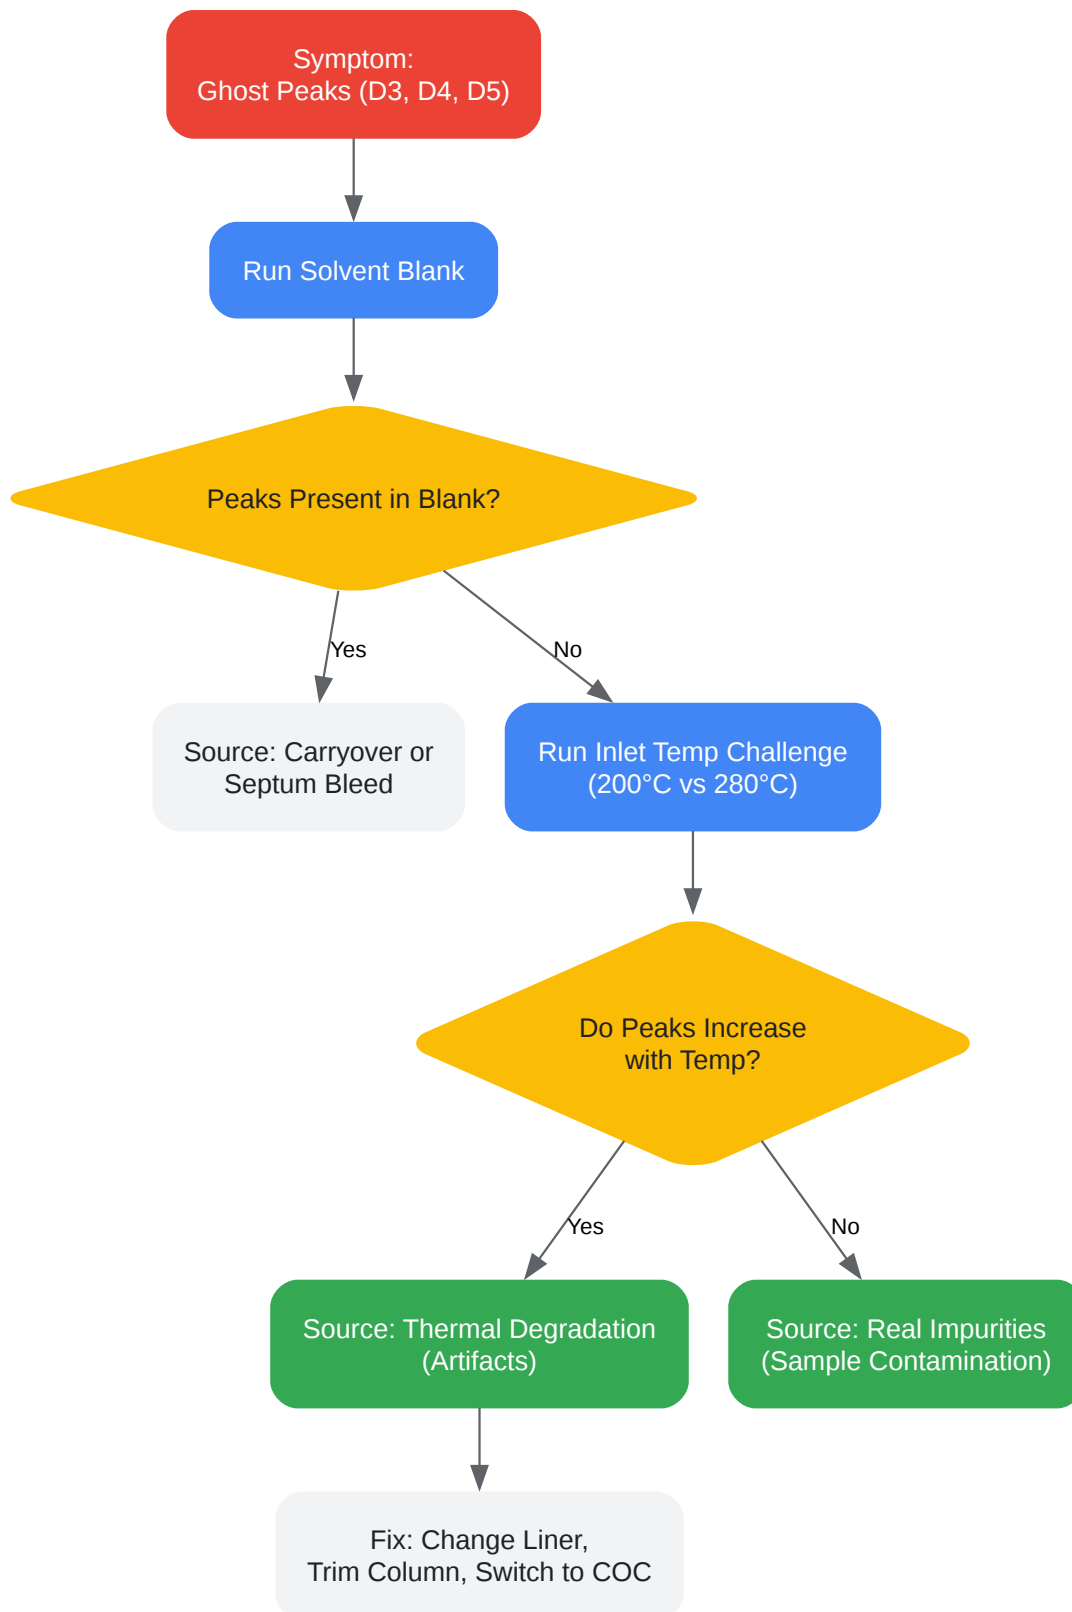 Symptom:
Ghost Peaks (D3, D4, D5)
Run Solvent Blank
Peaks Present in Blank?
Yes
No
Source: Carryover or
Septum Bleed
Run Inlet Temp Challenge
(200°C vs 280°C)
Do Peaks Increase
with Temp?
Yes
No
Source: Thermal Degradation
(Artifacts)
Source: Real Impurities
(Sample Contamination)
Fix: Change Liner,
Trim Column, Switch to COC